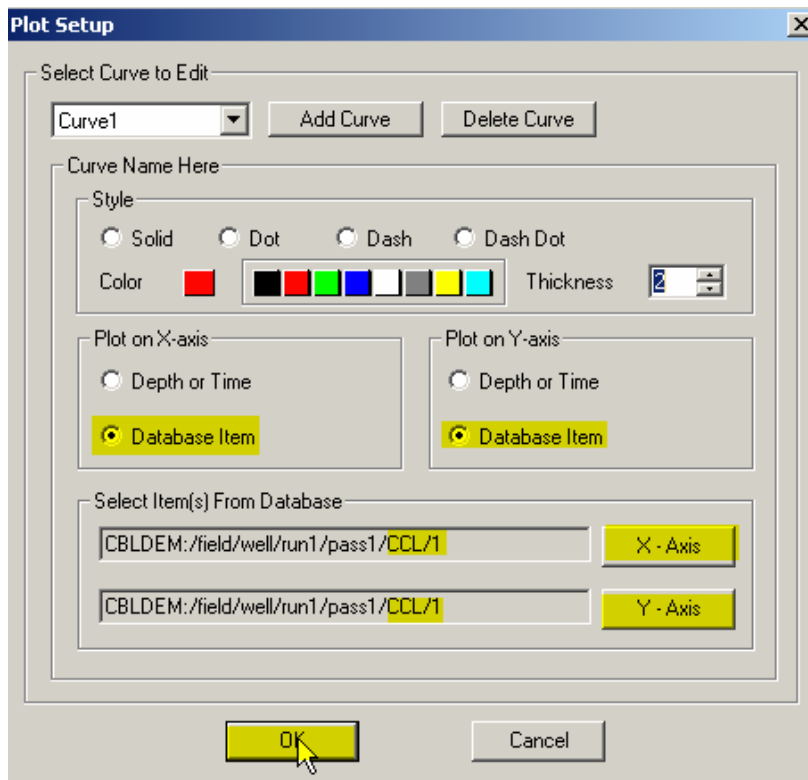 Plot Setup
Select Curve to Edit
Curve1 Add Curve Delete Curve
Curve Name Here
Style
Solid Dot Dash Dash Dot
Color Thickness 2
Plot on X-axis Plot on Y-axis
Depth or Time Depth or Time
Database Item Database Item
Select Item(s) From Database
CBLDEM:/field/well/run1/pass1/CCL/1 X - Axis
CBLDEM:/field/well/run1/pass1/CCL/1 Y - Axis
OK Cancel